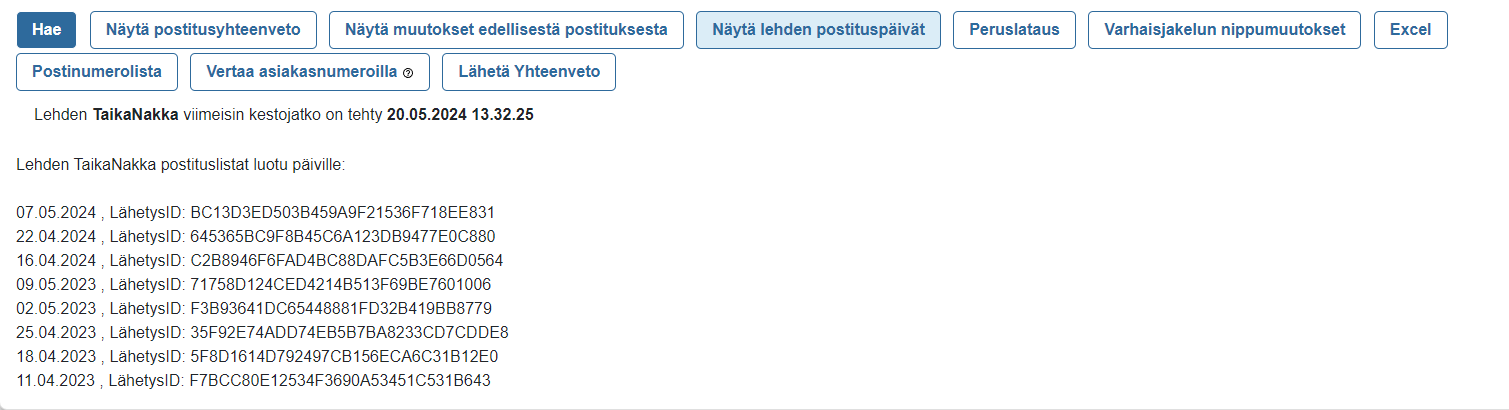 Hae Näytä postitusyhteenveto Näytä muutokset edellisestä postituksesta Näytä lehden postituspäivät Peruslataus Varhaisjakelun nippumuutokset Excel
Postinumerolista Vertaa asiakasnumeroilla Lähetä Yhteenveto
Lehden TaikaNakka viimeisin kestojatko on tehty 20.05.2024 13.32.25
Lehden TaikaNakka postituslistat luotu päiville:
07.05.2024 , LähetysID: BC13D3ED503B459A9F21536F718EE831
22.04.2024 , LähetysID: 645365BC9F8B45C6A123DB9477E0C880
16.04.2024 , LähetysID: C2B8946F6FAD4BC88DAFC5B3E66D0564
09.05.2023 , LähetysID: 71758D124CED4214B513F69BE7601006
02.05.2023 , LähetysID: F3B93641DC65448881FD32B419BB8779
25.04.2023 , LähetysID: 35F92E74ADD74EB5B7BA8233CD7CDDE8
18.04.2023 , LähetysID: 5F8D1614D792497CB156ECA6C31B12E0
11.04.2023 , LähetysID: F7BCC80E12534F3690A53451C531B643